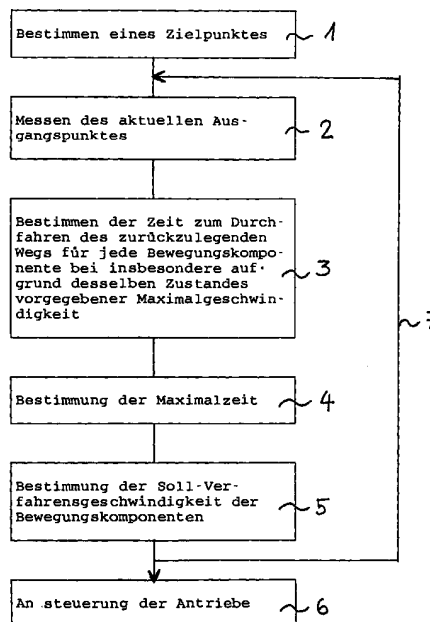 Bestimmen eines Zielpunktes
1
Messen des aktuellen Aus-
gangspunktes
2
Bestimmen der Zeit zum Durch-
fahren des zurückzulegenden
Wegs für jede Bewegungskompo-
nente bei insbesondere auf-
grund desselben Zustandes
vorgegebener Maximalgeschwin-
digkeit
3
7
Bestimmung der Maximalzeit
4
Bestimmung der Soll-Ver-
fahrensgeschwindigkeit der
Bewegungskomponenten
5
An steuerung der Antriebe
6